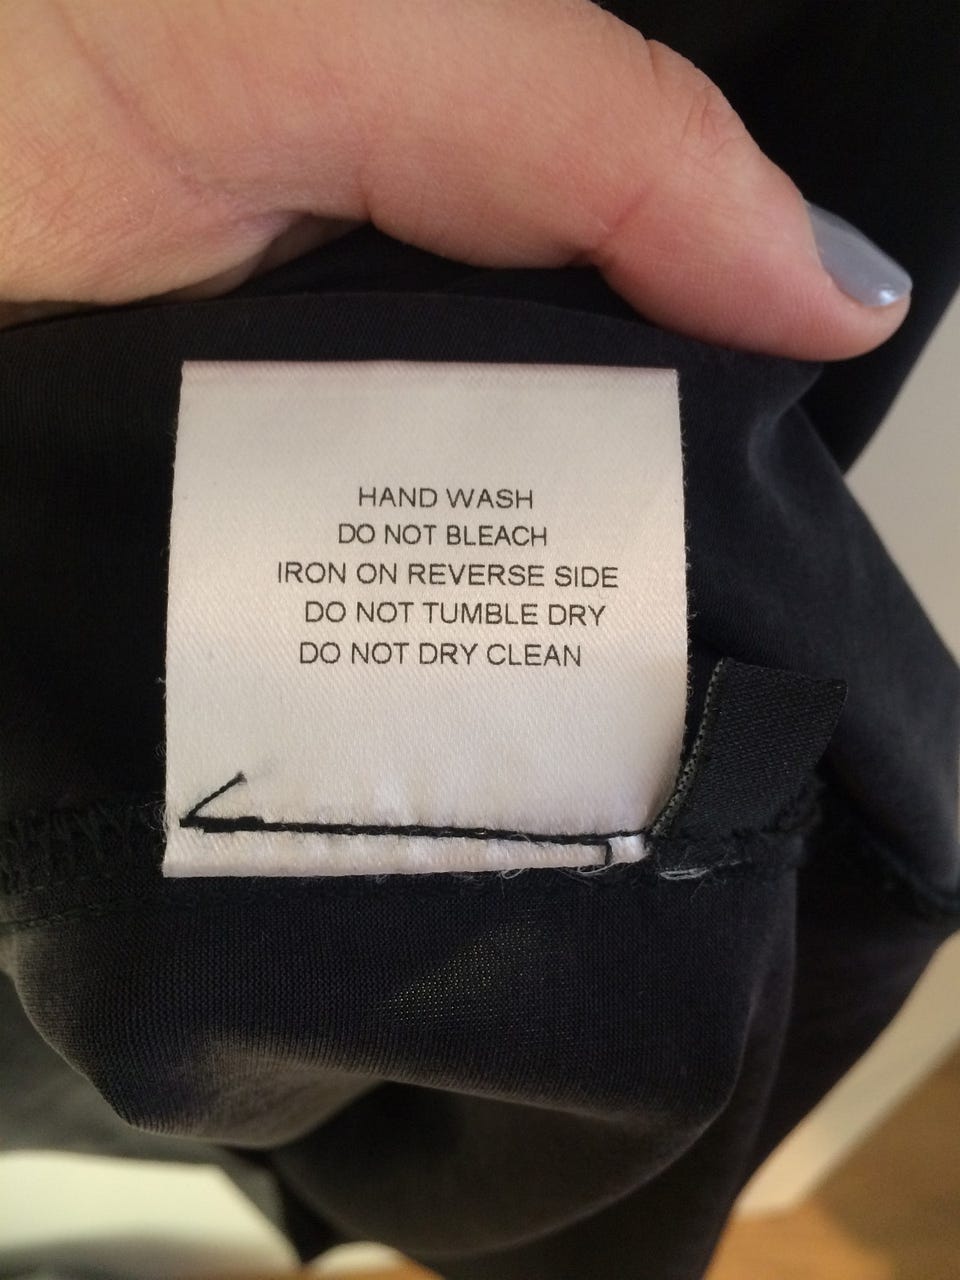 HAND WASH
DO NOT BLEACH
IRON ON REVERSE SIDE
DO NOT TUMBLE DRY
DO NOT DRY CLEAN